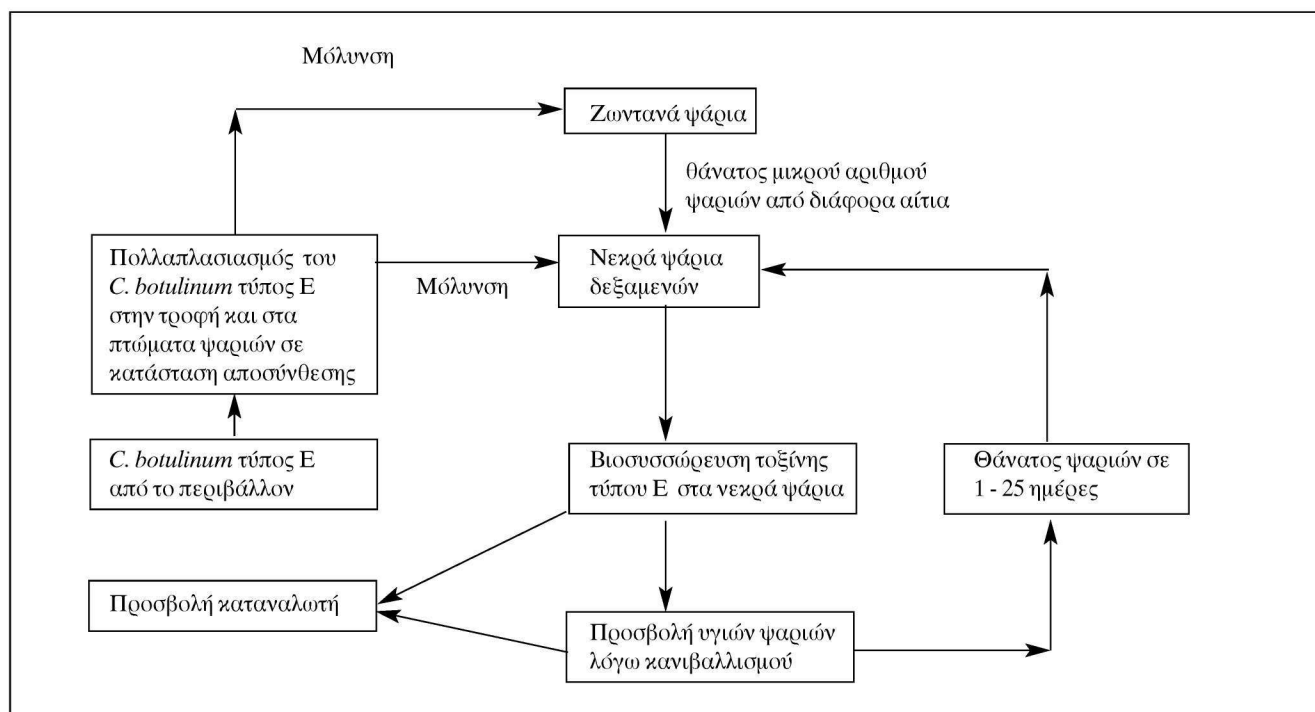 Μόλυνση
Ζωντανά ψάρια
θάνατος μικρού αριθμού
ψαριών από διάφορα αίτια
Πολλαπλασιασμός του
C. botulinum τύπος Ε
στην τροφή και στα
πτώματα ψαριών σε
κατάσταση αποσύνθεσης
Μόλυνση
Νεκρά ψάρια
δεξαμενών
C. botulinum τύπος Ε
από το περιβάλλον
Βιοσυσσώρευση τοξίνης
τύπου Ε στα νεκρά ψάρια
Θάνατος ψαριών σε
1 - 25 ημέρες
Προσβολή καταναλωτή
Προσβολή υγιών ψαριών
λόγω κανιβαλλισμού